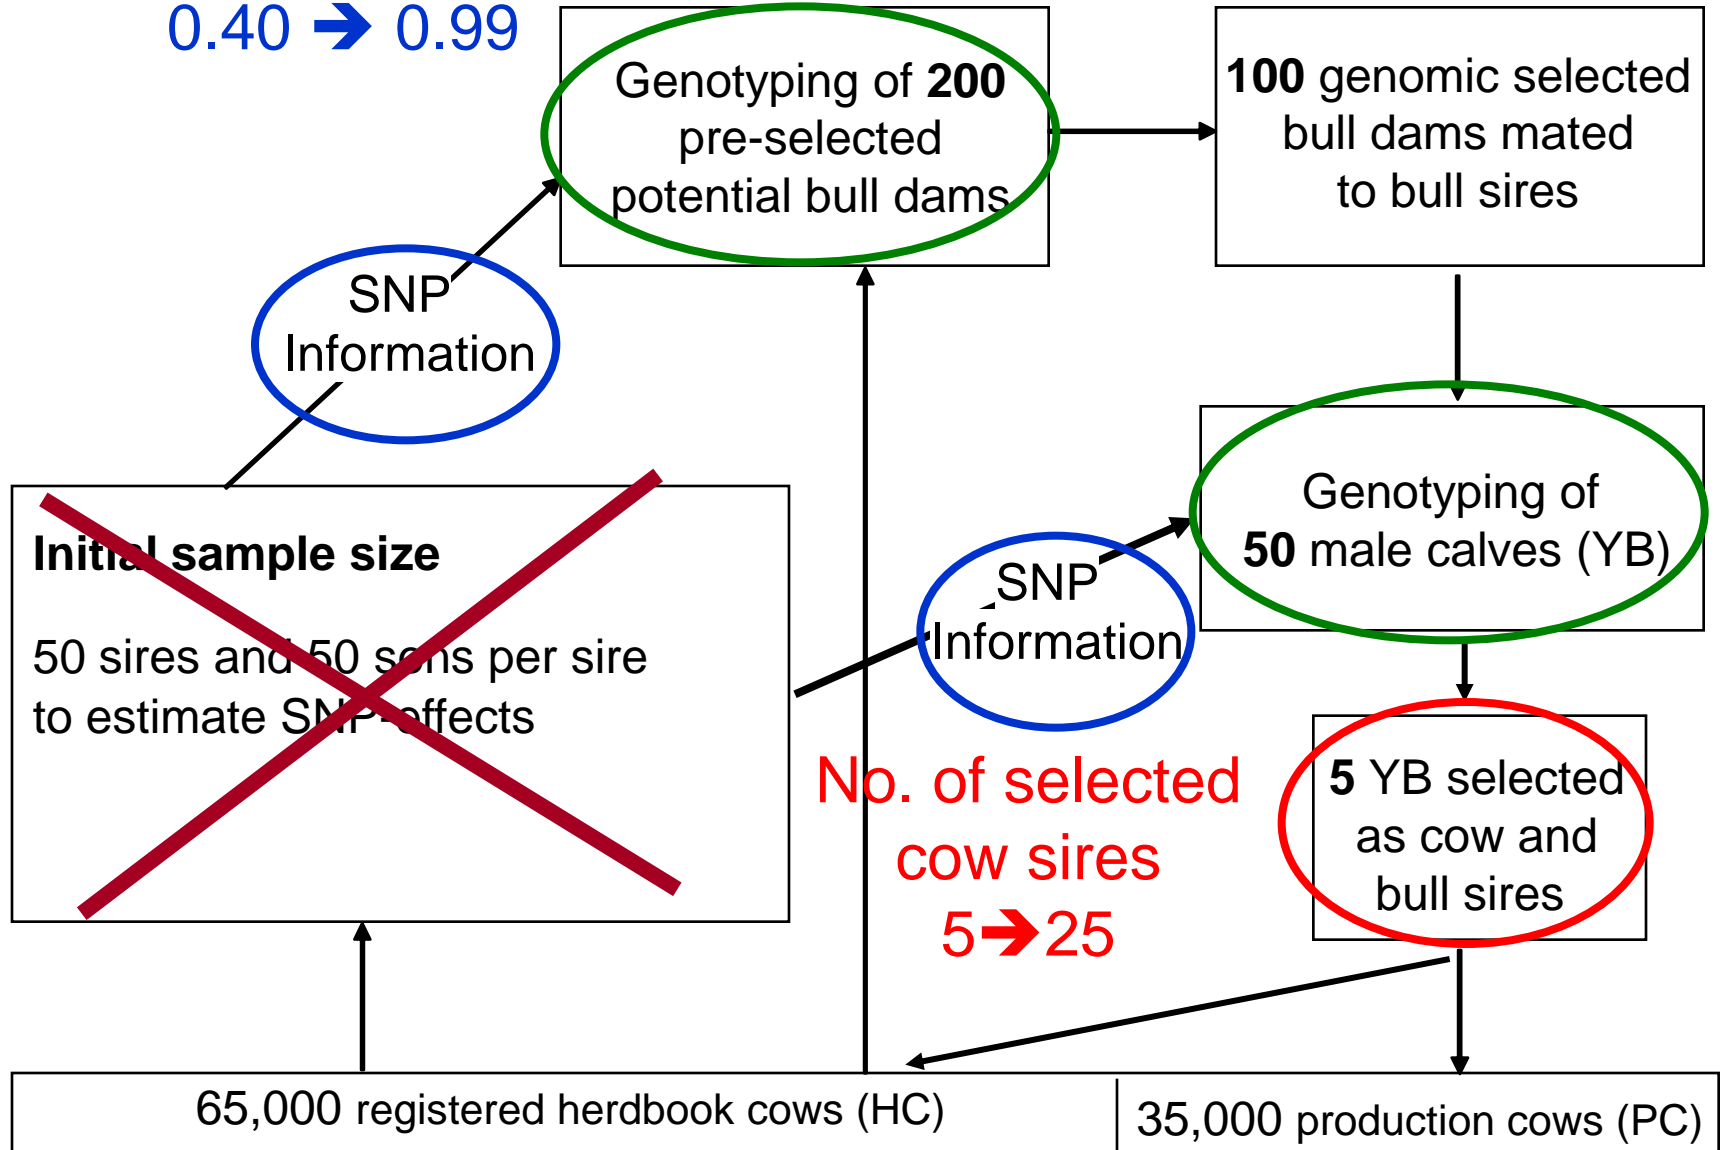 0.40 ➔ 0.99
Genotyping of 200
pre-selected
potential bull dams
100 genomic selected
bull dams mated
to bull sires
SNP
Information
Genotyping of
50 male calves (YB)
Initial sample size
50 sires and 50 sons per sire
to estimate SNP-effects
SNP
Information
No. of selected
cow sires
5➔25
5 YB selected
as cow and
bull sires
65,000 registered herdbook cows (HC)
35,000 production cows (PC)